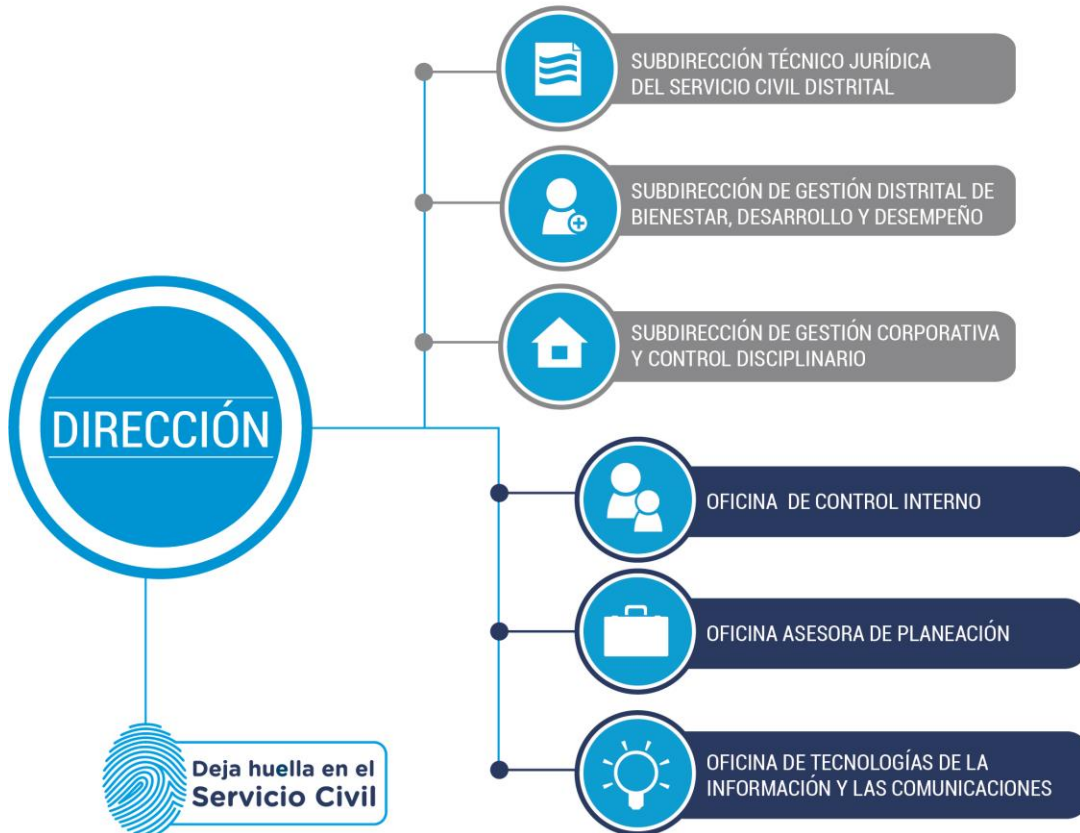 SUBDIRECCIÓN TÉCNICO JURÍDICA
DEL SERVICIO CIVIL DISTRITAL
SUBDIRECCIÓN DE GESTIÓN DISTRITAL DE
BIENESTAR, DESARROLLO Y DESEMPEÑO
SUBDIRECCIÓN DE GESTIÓN CORPORATIVA
Y CONTROL DISCIPLINARIO
DIRECCIÓN
OFICINA DE CONTROL INTERNO
OFICINA ASESORA DE PLANEACIÓN
OFICINA DE TECNOLOGÍAS DE LA
INFORMACIÓN Y LAS COMUNICACIONES
Deja huella en el
Servicio Civil